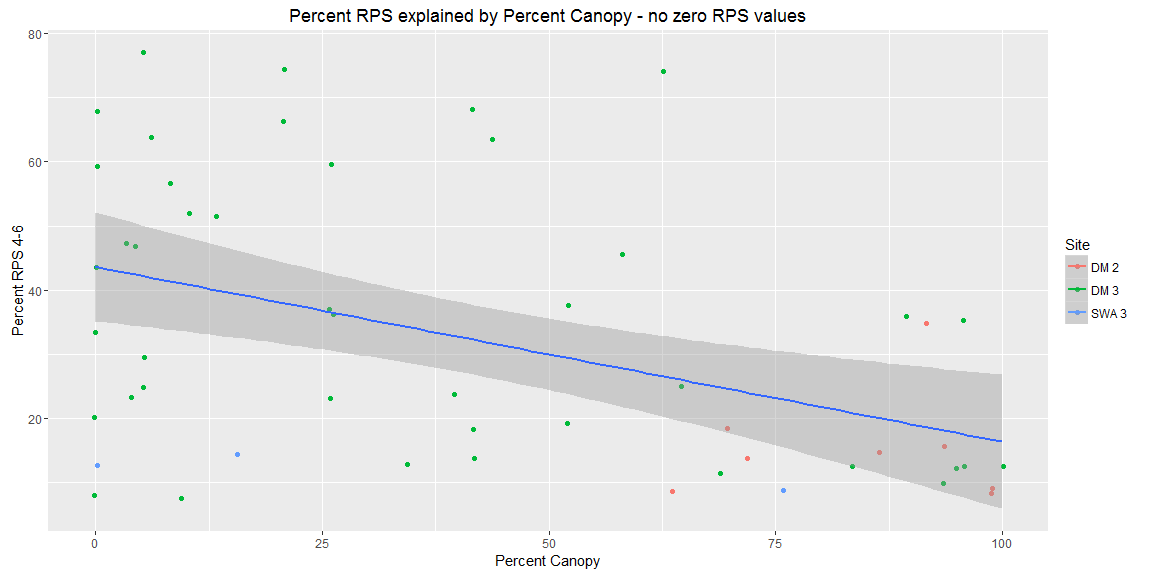 Percent RPS explained by Percent Canopy - no zero RPS values
80
60
40
20
Percent RPS 4-6
0
25
50
75
100
Percent Canopy
Site
DM 2
DM 3
SWA 3